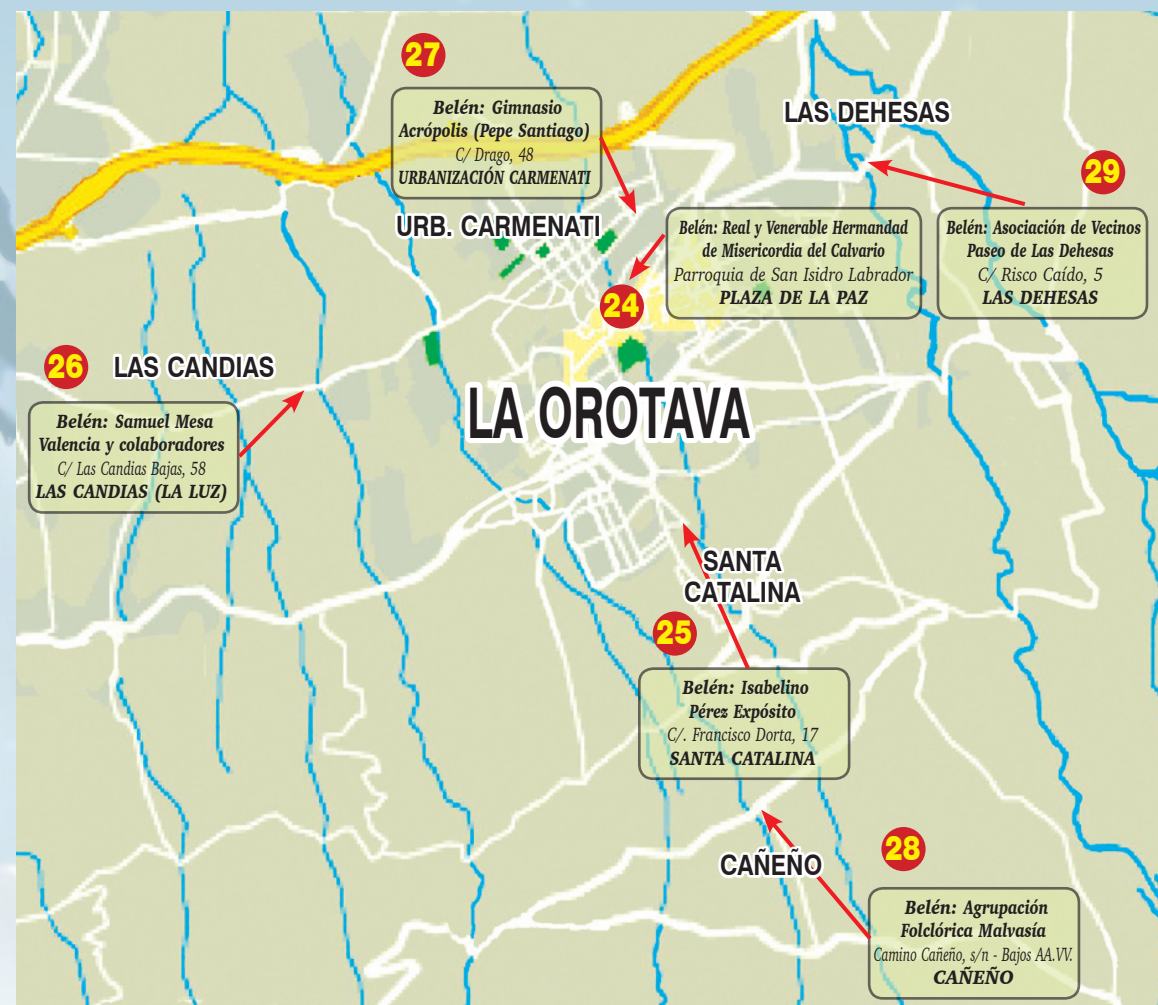 27
Belén: Gimnasio
Acrópolis (Pepe Santiago)
C/ Drago, 48
URBANIZACIÓN CARMENATI
LAS DEHESAS
29
Belén: Asociación de Vecinos
Paseo de Las Dehesas
C/ Risco Caído, 5
LAS DEHESAS
URB. CARMENATI
Belén: Real y Venerable Hermandad
de Misericordia del Calvario
Parroquia de San Isidro Labrador
PLAZA DE LA PAZ
24
26
LAS CANDIAS
Belén: Samuel Mesa
Valencia y colaboradores
C/ Las Candias Bajas, 58
LAS CANDIAS (LA LUZ)
LA OROTAVA
SANTA
CATALINA
25
Belén: Isabelino
Pérez Expósito
C/. Francisco Dorta, 17
SANTA CATALINA
CAÑEÑO
28
Belén: Agrupación
Folclórica Malvasía
Camino Cañeño, s/n - Bajos AA.VV.
CAÑEÑO